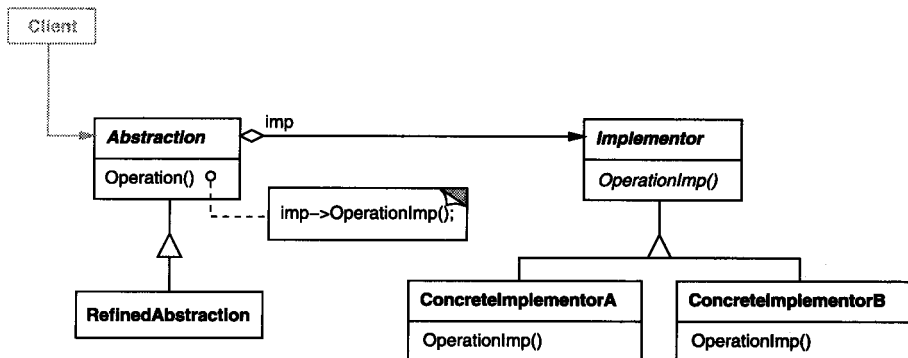 Client
imp
Abstraction
Implementor
Operation()
OperationImp()
imp–>OperationImp();
RefinedAbstraction
ConcreteImplementorA
ConcreteImplementorB
OperationImp()
OperationImp()